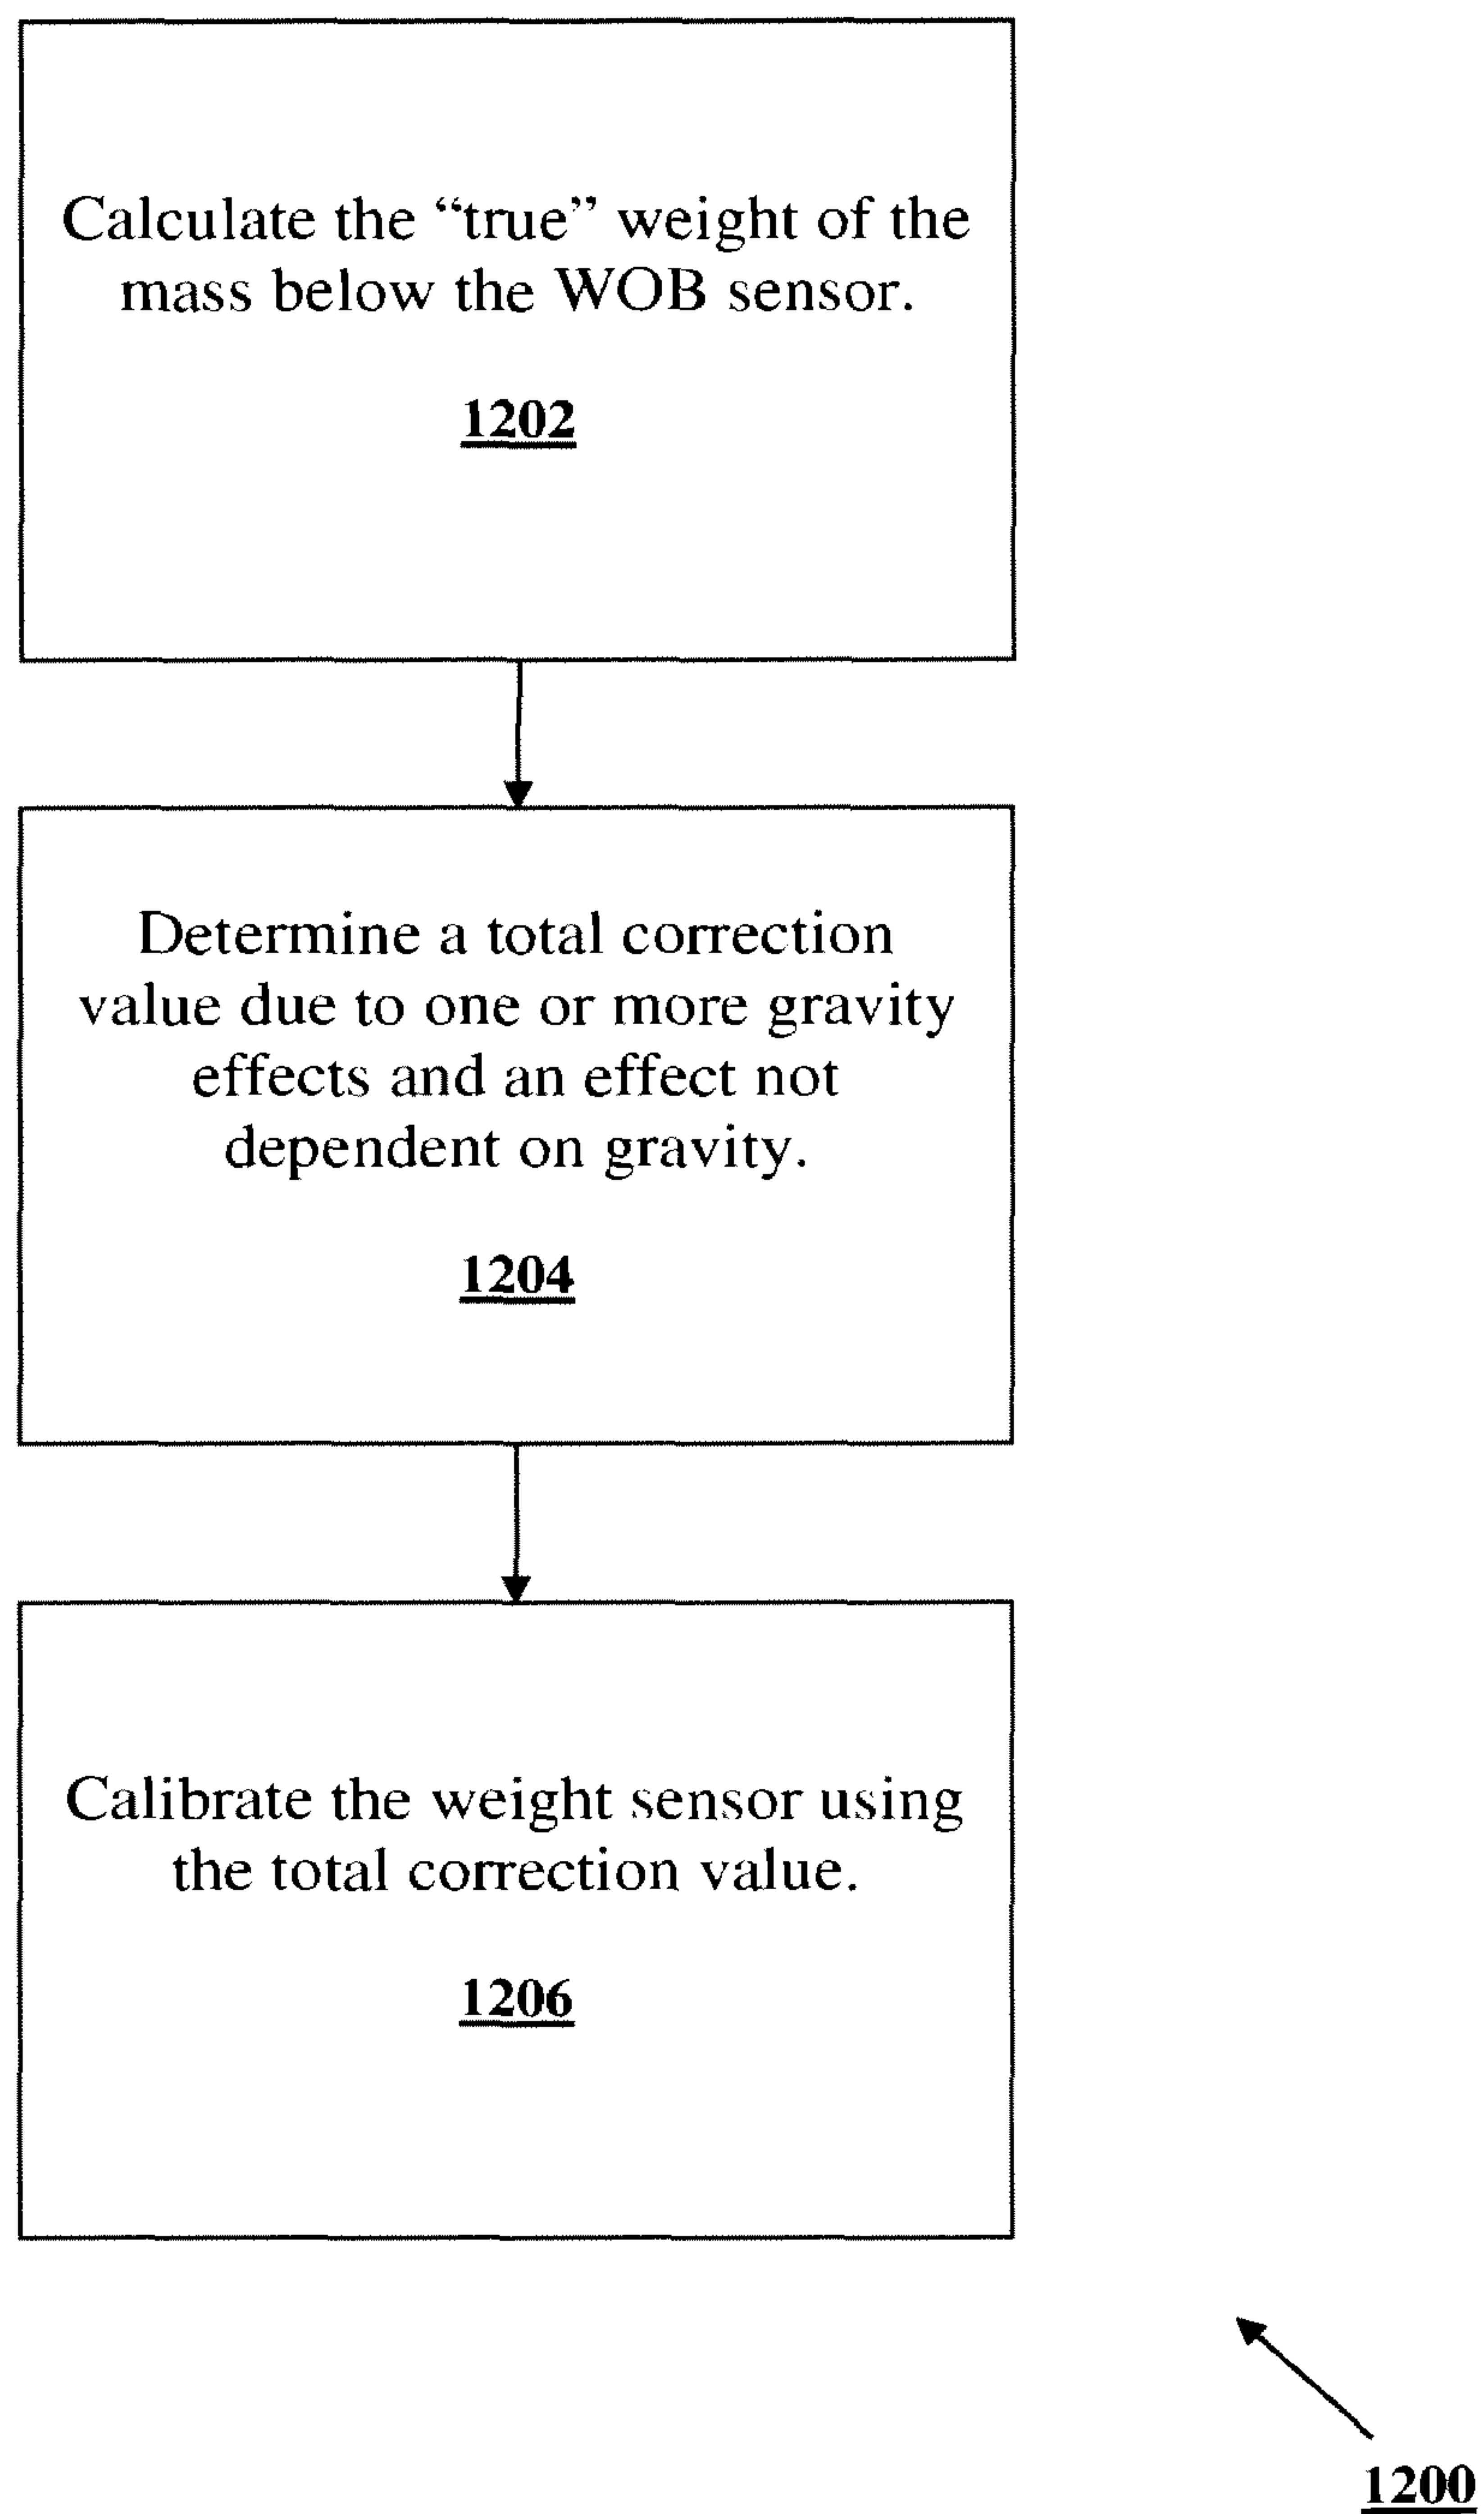 Calculate the “true” weight of the
mass below the WOB sensor.
1202
Determine a total correction
value due to one or more gravity
effects and an effect not
dependent on gravity.
1204
Calibrate the weight sensor using
the total correction value.
1206
1200